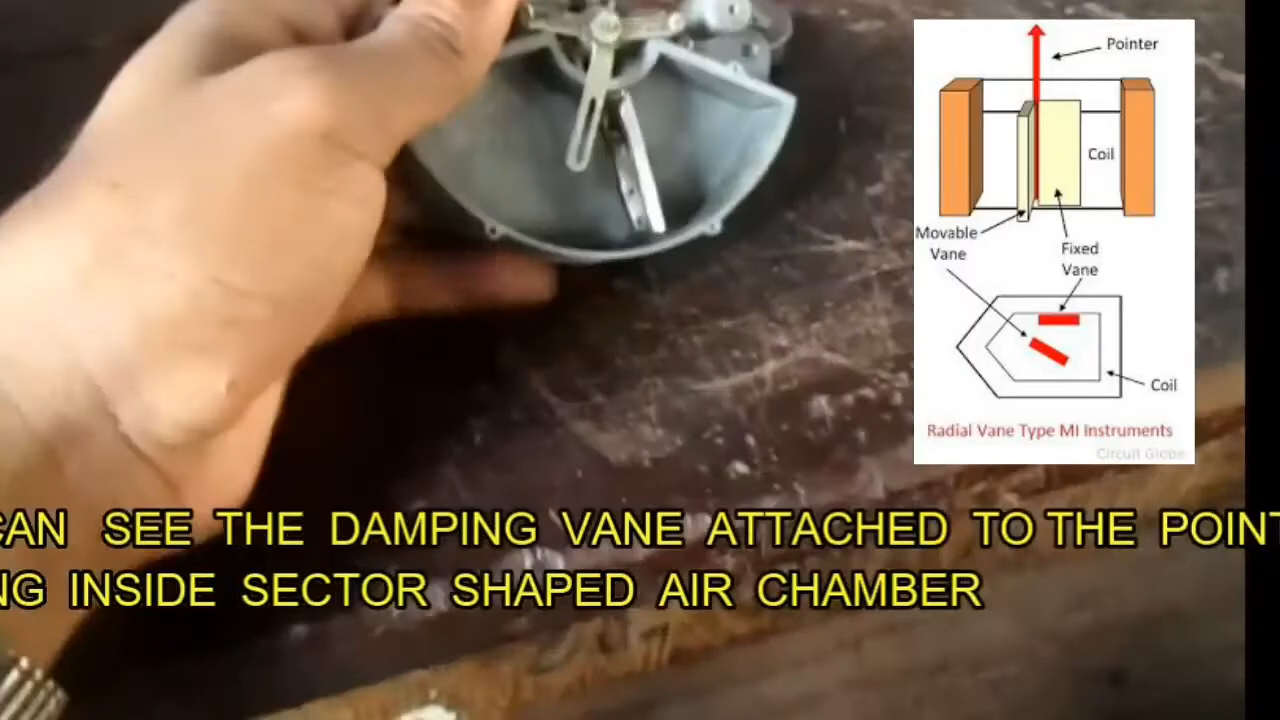 Pointer
Coil
Movable
Vane
Fixed
Vane
Coil
Radial Vane Type MI Instruments
Circuit Globe
CAN SEE THE DAMPING VANE ATTACHED TO THE POINT
NG INSIDE SECTOR SHAPED AIR CHAMBER